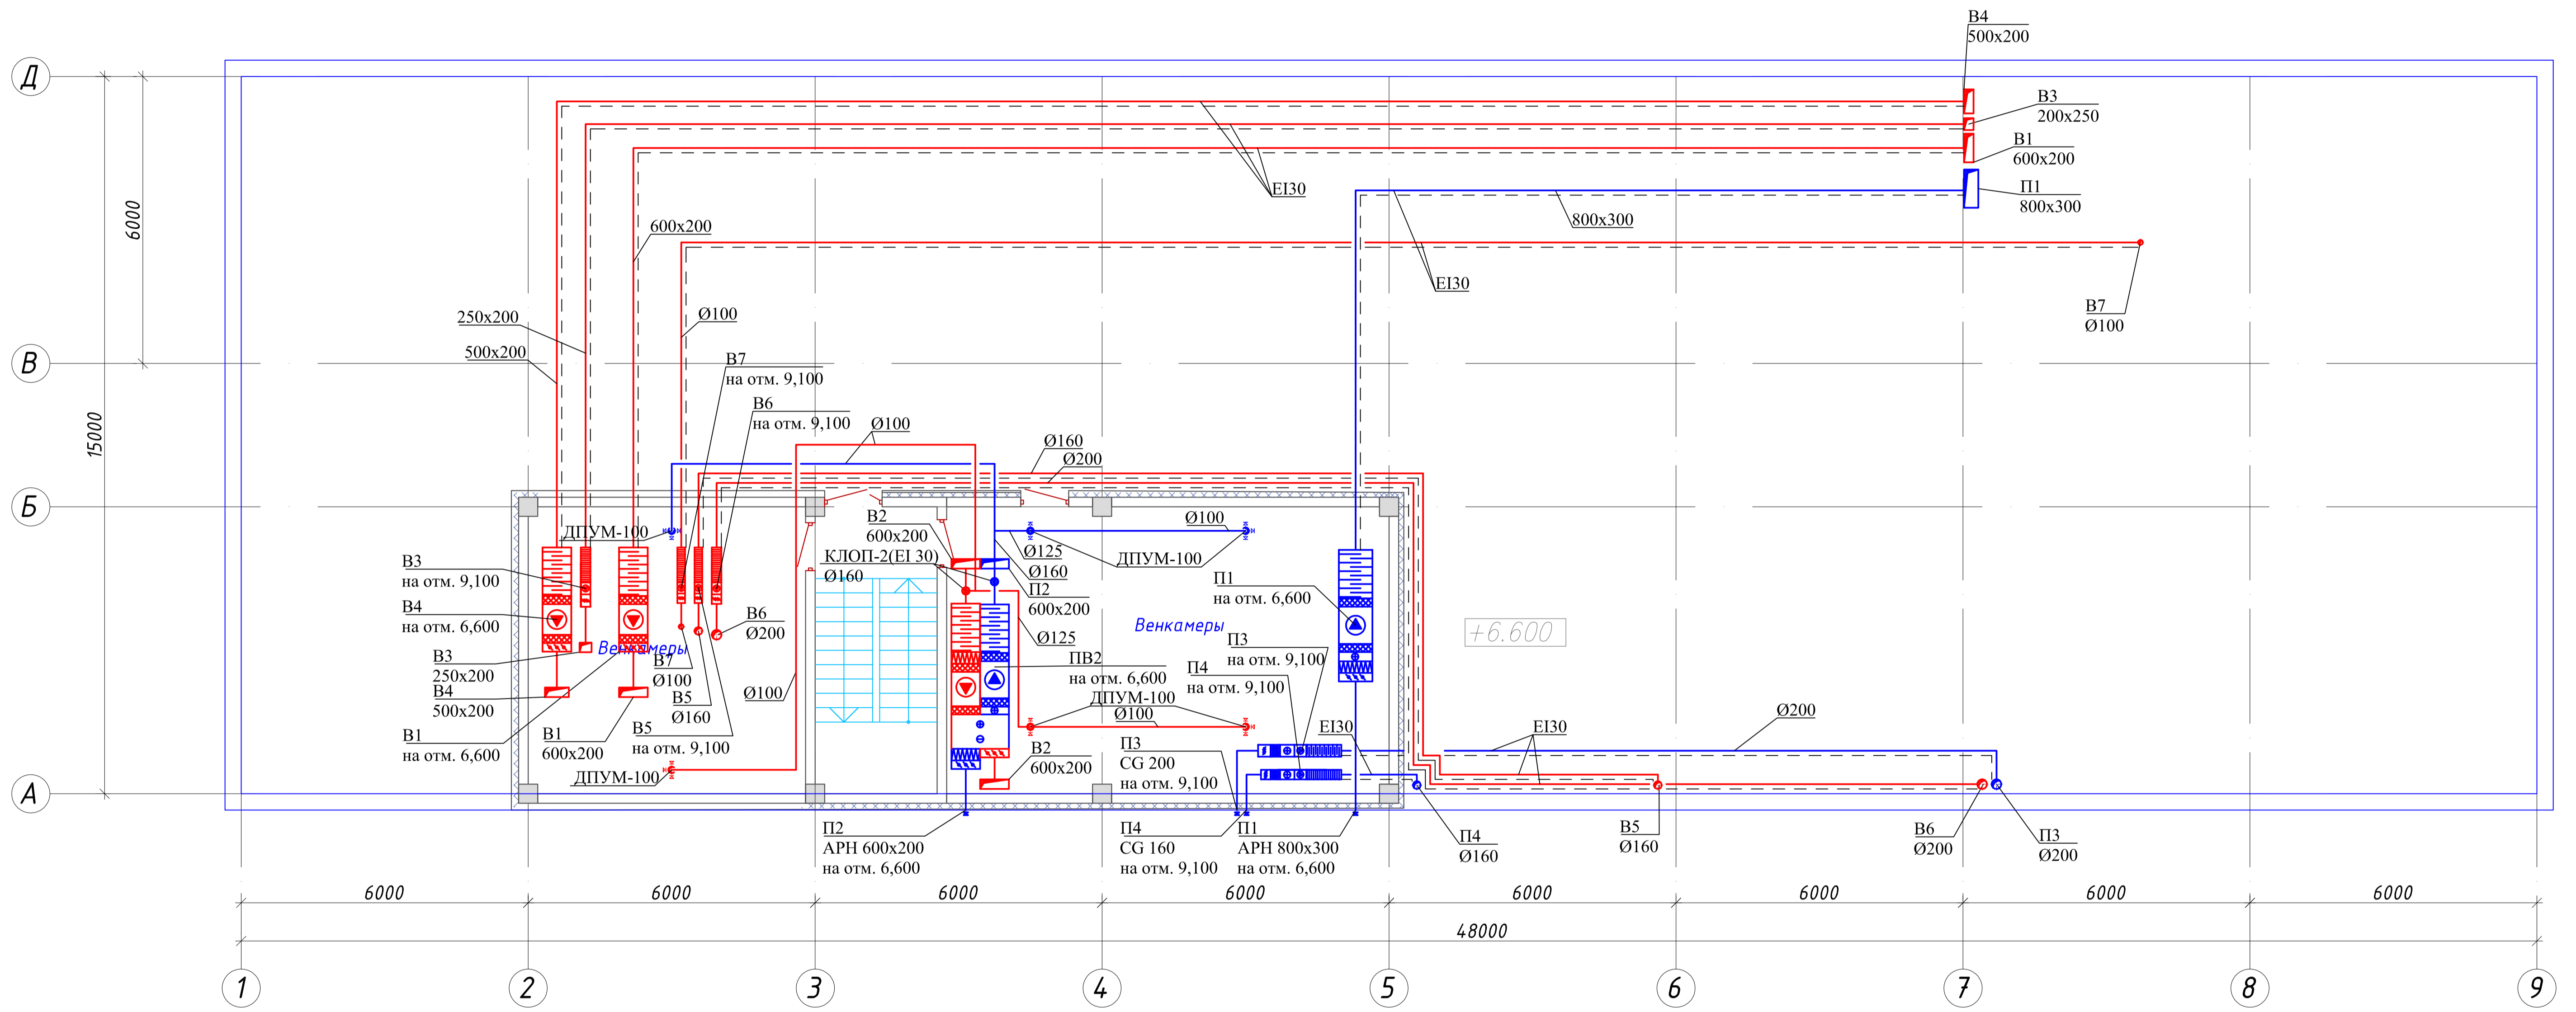 В4
500х200
Д
В3
200х250
В1
600х200
EI30
П1
800х300
6000
800х300
600х200
EI30
В7
Ø100
250х200
Ø100
500х200
В
В7
на отм. 9,100
В6
на отм. 9,100
15000
Ø100
Ø160
Ø200
Б
ДПУМ-100
В2
600х200
Ø100
КЛОП-2(EI 30)
Ø160
Ø125
ДПУМ-100
Ø160
В3
на отм. 9,100
П2
600х200
П1
на отм. 6,600
В4
на отм. 6,600
В6
Ø200
Венкамеры
+6.600
Ø125
Венкамеры
П3
на отм. 9,100
В3
250х200
В7
Ø100
ПВ2
на отм. 6,600
П4
на отм. 9,100
В4
500х200
Ø100
В5
Ø160
ДПУМ-100
Ø100
Ø200
В1
на отм. 6,600
В1
600х200
В5
на отм. 9,100
EI30
EI30
П3
CG 200
на отм. 9,100
В2
600х200
ДПУМ-100
А
П2
АРН 600х200
на отм. 6,600
П4
CG 160
на отм. 9,100
П1
АРН 800х300
на отм. 6,600
П4
Ø160
В5
Ø160
В6
Ø200
П3
Ø200
6000
6000
6000
6000
6000
6000
6000
6000
48000
1
2
3
4
5
6
7
8
9